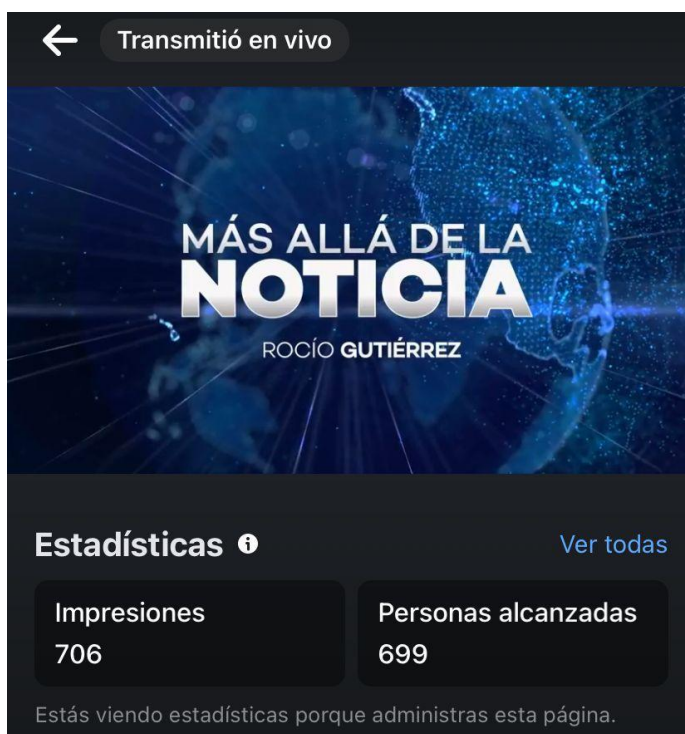 Transmitió en vivo
MÁS ALLÁ DE LA
NOTICIA
ROCÍO GUTIÉRREZ
Estadísticas
Ver todas
Impresiones
706
Personas alcanzadas
699
Estás viendo estadísticas porque administras esta página.